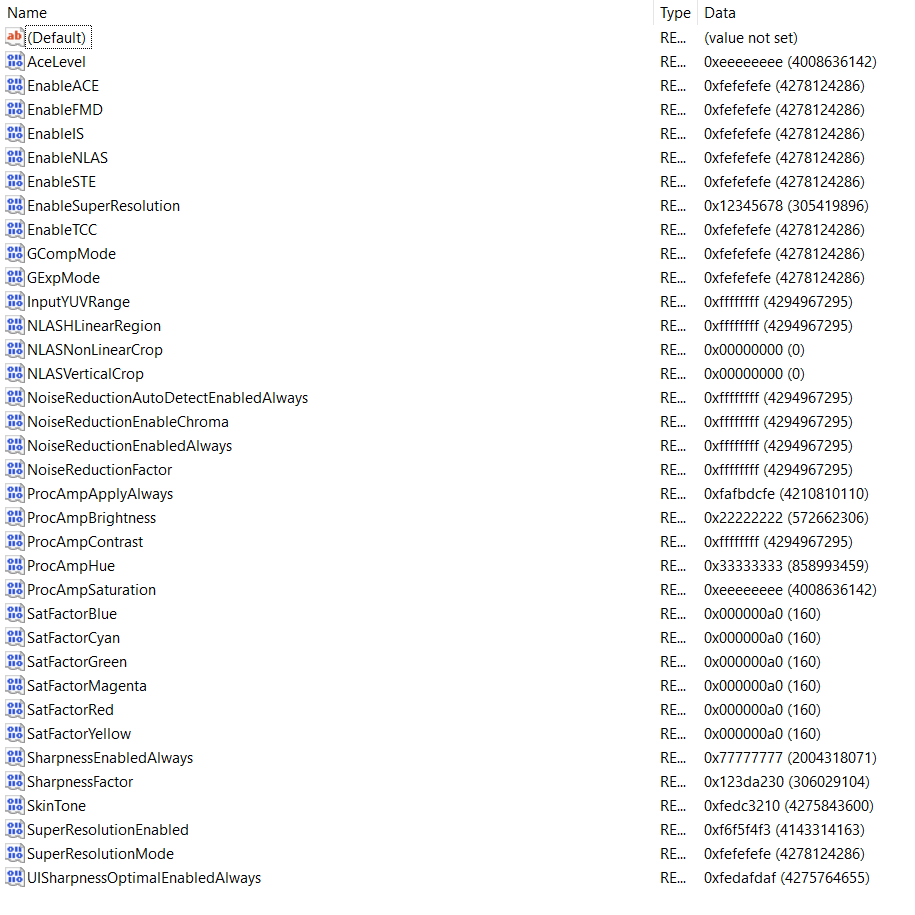 Name Type Data
(Default) RE... (value not set)
AceLevel RE... 0xeeeeeeee (4008636142)
EnableACE RE... 0xfefefefe (4278124286)
EnableFMD RE... 0xfefefefe (4278124286)
EnableIS RE... 0xfefefefe (4278124286)
EnableNLAS RE... 0xfefefefe (4278124286)
EnableSTE RE... 0xfefefefe (4278124286)
EnableSuperResolution RE... 0x12345678 (305419896)
EnableTCC RE... 0xfefefefe (4278124286)
GCompMode RE... 0xfefefefe (4278124286)
GExpMode RE... 0xfefefefe (4278124286)
InputYUVRange RE... 0xffffffff (4294967295)
NLASHLinearRegion RE... 0xffffffff (4294967295)
NLASNonLinearCrop RE... 0x00000000 (0)
NLASVerticalCrop RE... 0x00000000 (0)
NoiseReductionAutoDetectEnabledAlways RE... 0xffffffff (4294967295)
NoiseReductionEnableChroma RE... 0xffffffff (4294967295)
NoiseReductionEnabledAlways RE... 0xffffffff (4294967295)
NoiseReductionFactor RE... 0xffffffff (4294967295)
ProcAmpApplyAlways RE... 0xfafbdcfe (4210810110)
ProcAmpBrightness RE... 0x22222222 (572662306)
ProcAmpContrast RE... 0xffffffff (4294967295)
ProcAmpHue RE... 0x33333333 (858993459)
ProcAmpSaturation RE... 0xeeeeeeee (4008636142)
SatFactorBlue RE... 0x000000a0 (160)
SatFactorCyan RE... 0x000000a0 (160)
SatFactorGreen RE... 0x000000a0 (160)
SatFactorMagenta RE... 0x000000a0 (160)
SatFactorRed RE... 0x000000a0 (160)
SatFactorYellow RE... 0x000000a0 (160)
SharpnessEnabledAlways RE... 0x77777777 (2004318071)
SharpnessFactor RE... 0x123da230 (306029104)
SkinTone RE... 0xfedc3210 (4275843600)
SuperResolutionEnabled RE... 0xf6f5f4f3 (4143314163)
SuperResolutionMode RE... 0xfefefefe (4278124286)
UISharpnessOptimalEnabledAlways RE... 0xfedafdaf (4275764655)